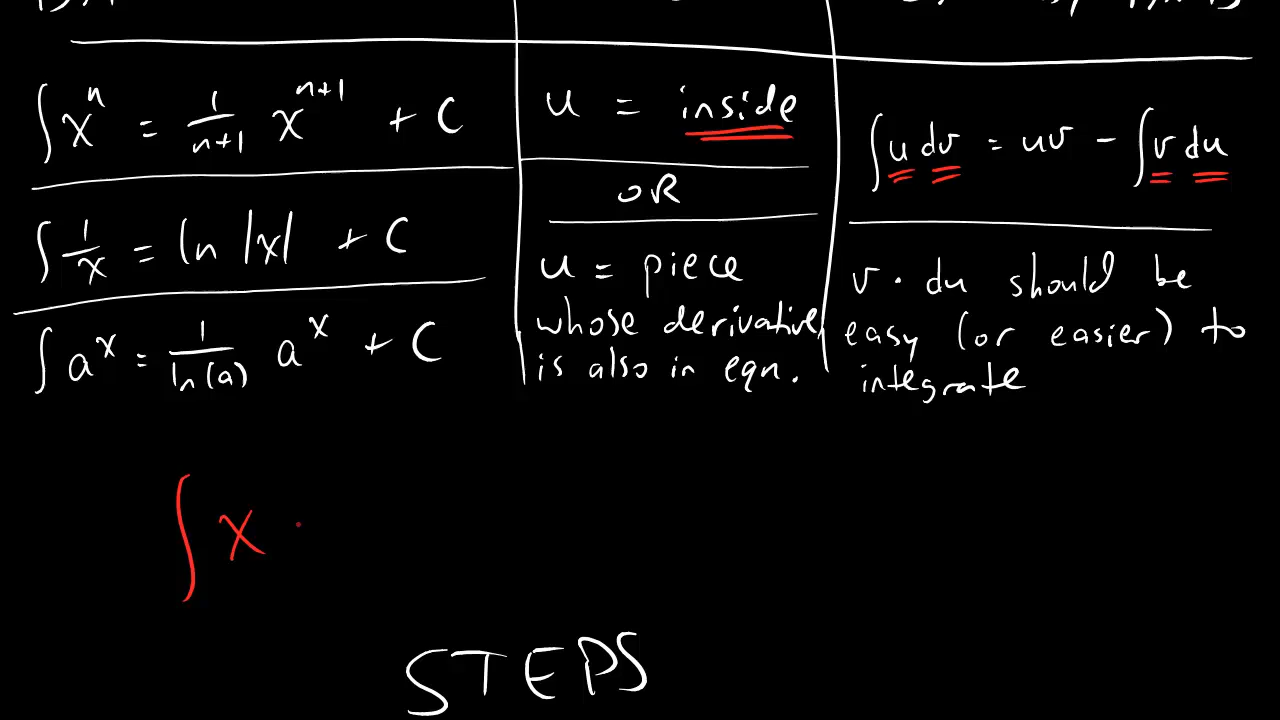 ∫ xⁿ = 1/(n+1) xⁿ⁺¹ + C
∫ 1/x = ln |x| + C
∫ aˣ = 1/ln(a) aˣ + C
u = inside
OR
u = piece
whose derivative
is also in eqn.
∫ u dv = uv - ∫ v du
v · du should be
easy (or easier) to
integrate
∫ x ·
STEPS